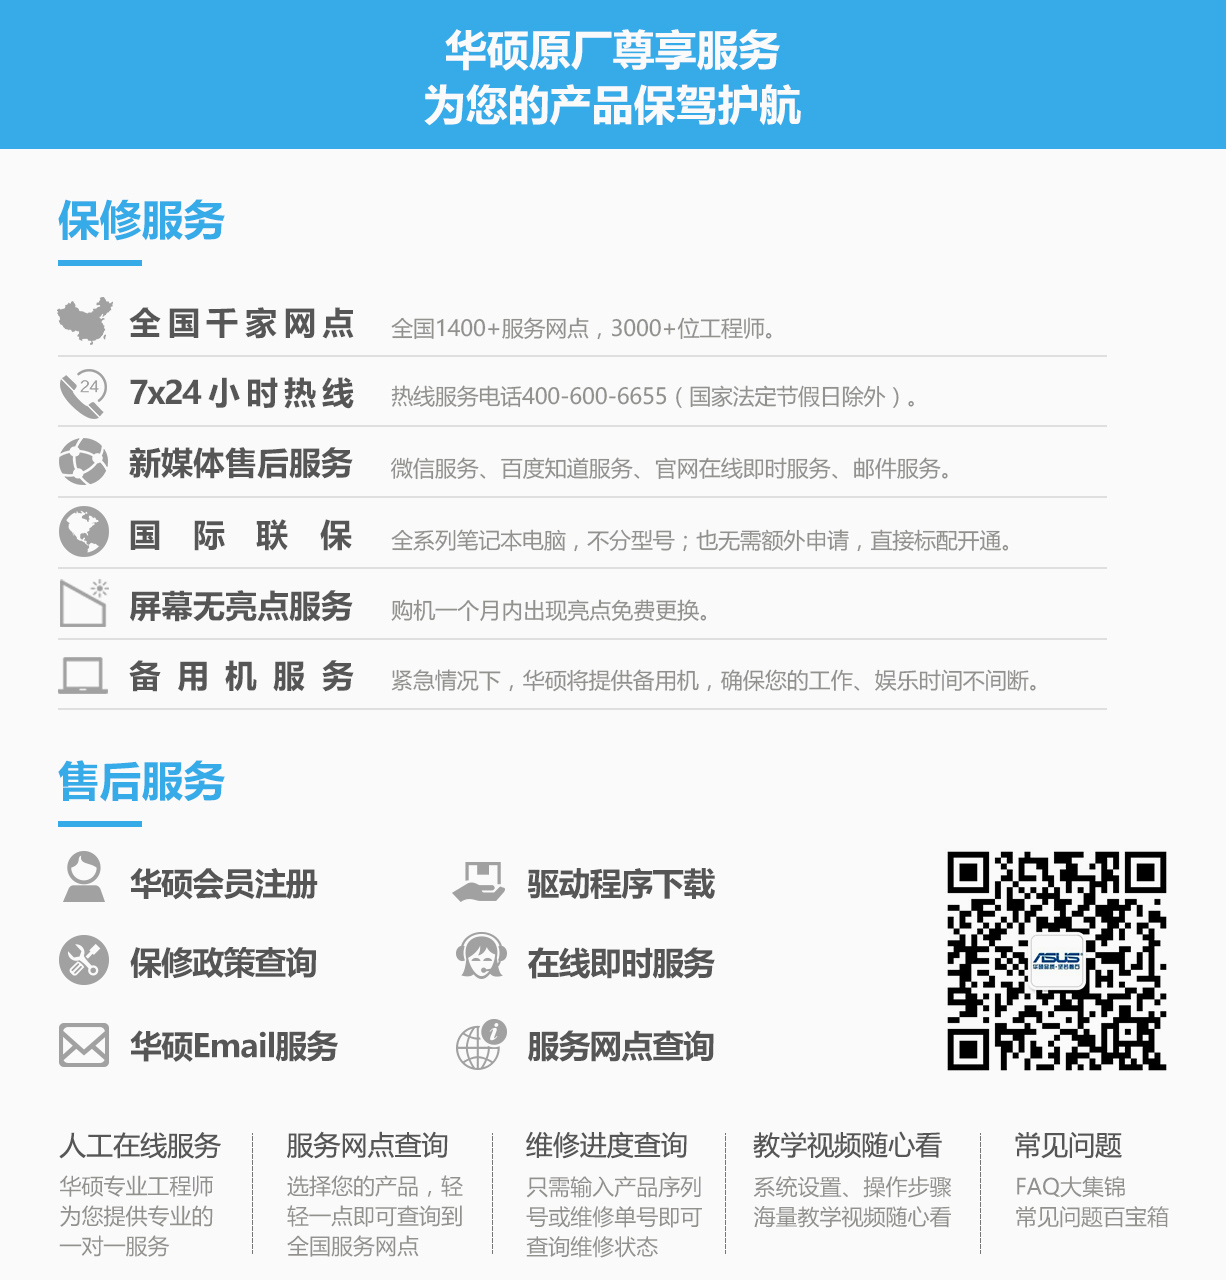 华硕原厂尊享服务
为您的产品保驾护航
保修服务
全国千家网点 全国1400+服务网点，3000+位工程师。
24
7x24小时热线 热线服务电话400-600-6655（国家法定节假日除外）。
新媒体售后服务 微信服务、百度知道服务、官网在线即时服务、邮件服务。
国际联保 全系列笔记本电脑，不分型号；也无需额外申请，直接标配开通。
屏幕无亮点服务 购机一个月内出现亮点免费更换。
备用机服务 紧急情况下，华硕将提供备用机，确保您的工作、娱乐时间不间断。
售后服务
华硕会员注册 驱动程序下载
保修政策查询 在线即时服务
华硕Email服务 服务网点查询
ASUS
华硕品质·坚若磐石
人工在线服务
华硕专业工程师
为您提供专业的
一对一服务
服务网点查询
选择您的产品，轻
轻一点即可查询到
全国服务网点
维修进度查询
只需输入产品序列
号或维修单号即可
查询维修状态
教学视频随心看
系统设置、操作步骤
海量教学视频随心看
常见问题
FAQ大集锦
常见问题百宝箱